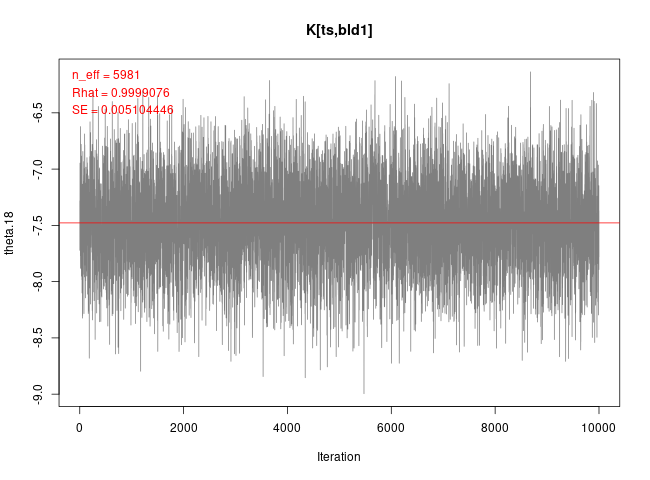 K[ts,bld1]
n_eff = 5981
Rhat = 0.9999076
SE = 0.005104446
-6.5
-7.0
-7.5
-8.0
-8.5
-9.0
theta.18
0 2000 4000 6000 8000 10000
Iteration